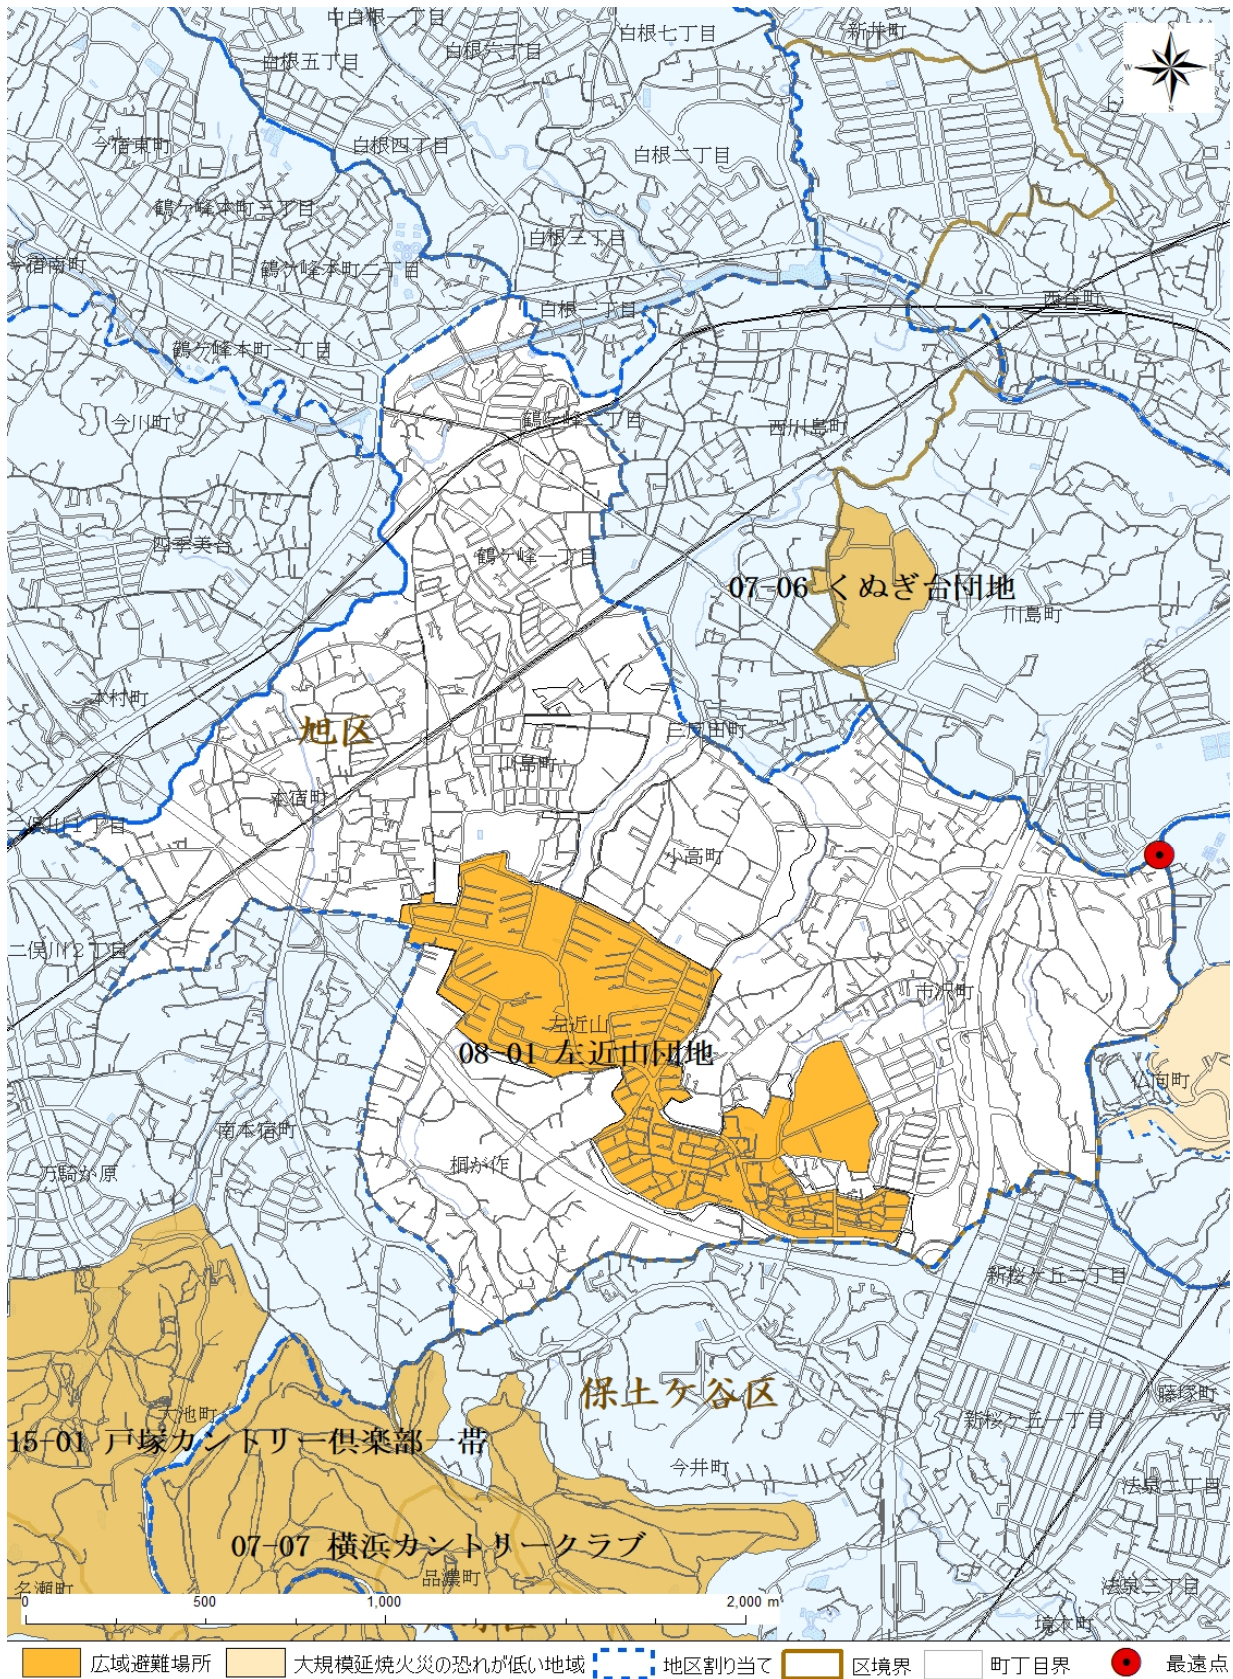 中白根一丁目
白根七丁目
新井町
白根六丁目
白根五丁目
N
W
E
S
上
今宿東町
白根四丁目
白根二丁目
鶴ケ峰本町三丁目
白根三丁目
今宿南町
鶴ケ峰本町二丁目
西谷町
白根一丁目
鶴ケ峰本町一丁目
今川町
鶴ケ峰二丁目
西川島町
四季美台
鶴ケ峰一丁目
07-06 くぬぎ台団地
川島町
本村町
旭区
三反田町
川島町
本宿町
二俣川1丁目
小高町
二俣川2丁目
市沢町
左近山
08-01 左近山団地
仏向町
南本宿町
万騎が原
桐が作
新桜ケ丘二丁目
保土ケ谷区
藤塚町
大池町
新桜ケ丘一丁目
15-01 戸塚カントリー倶楽部一帯
今井町
法泉二丁目
07-07 横浜カントリークラブ
品濃町
名瀬町
法泉三丁目
境木町
0 500 1,000 2,000 m
広域避難場所 大規模延焼火災の恐れが低い地域 地区割り当て 区境界 町丁目界 最遠点